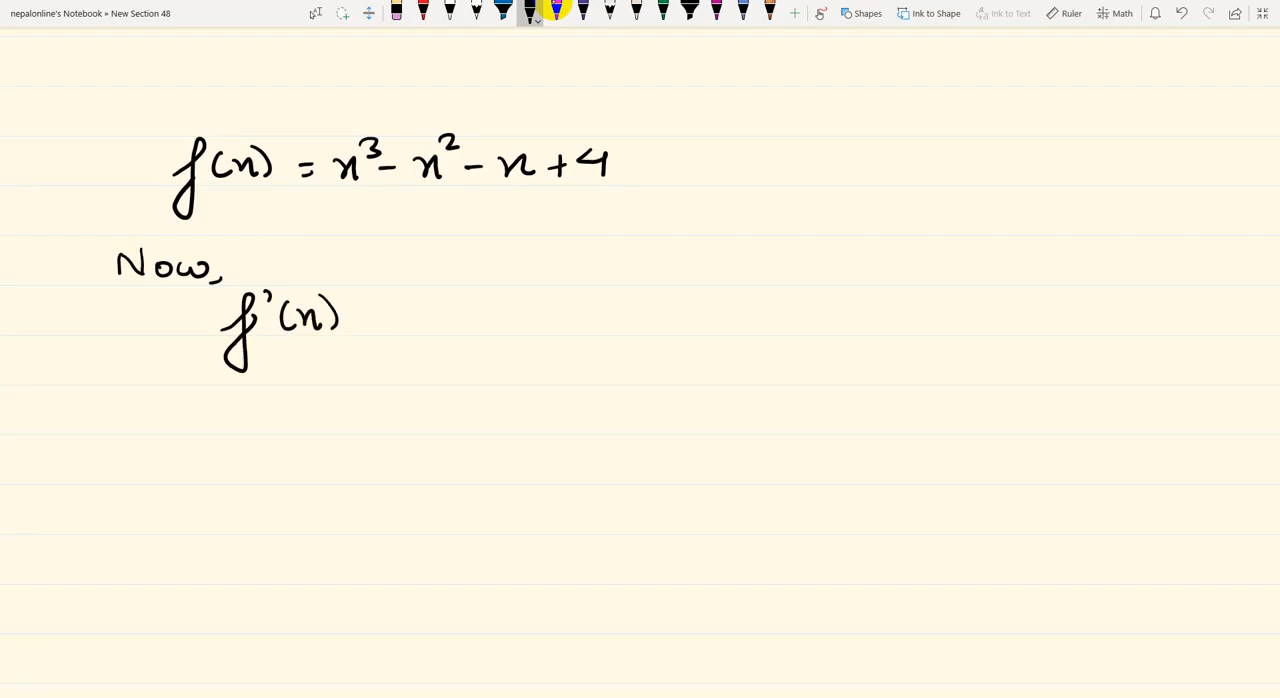 nepalonline's Notebook » New Section 48 Shapes Ink to Shape Ink to Text Ruler Math
f(x) = x³ - x² - x + 4
Now,
f'(x)